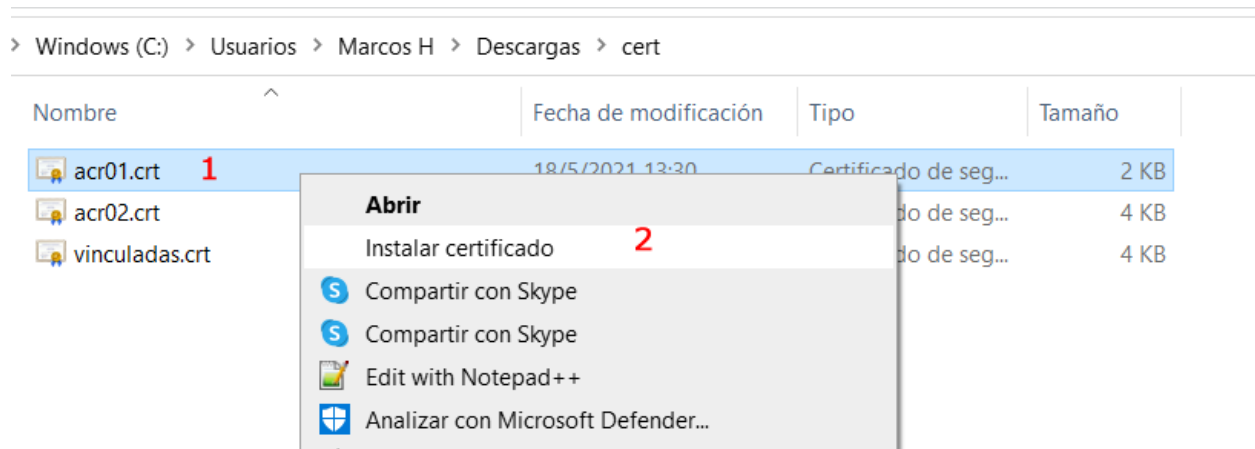 > Windows (C:) > Usuarios > Marcos H > Descargas > cert
Nombre Fecha de modificación Tipo Tamaño
acr01.crt 1 18/5/2021 13:30 Certificado de seg... 2 KB
Abrir
acr02.crt do de seg... 4 KB
Instalar certificado 2
vinculadas.crt do de seg... 4 KB
Compartir con Skype
Compartir con Skype
Edit with Notepad++
Analizar con Microsoft Defender...